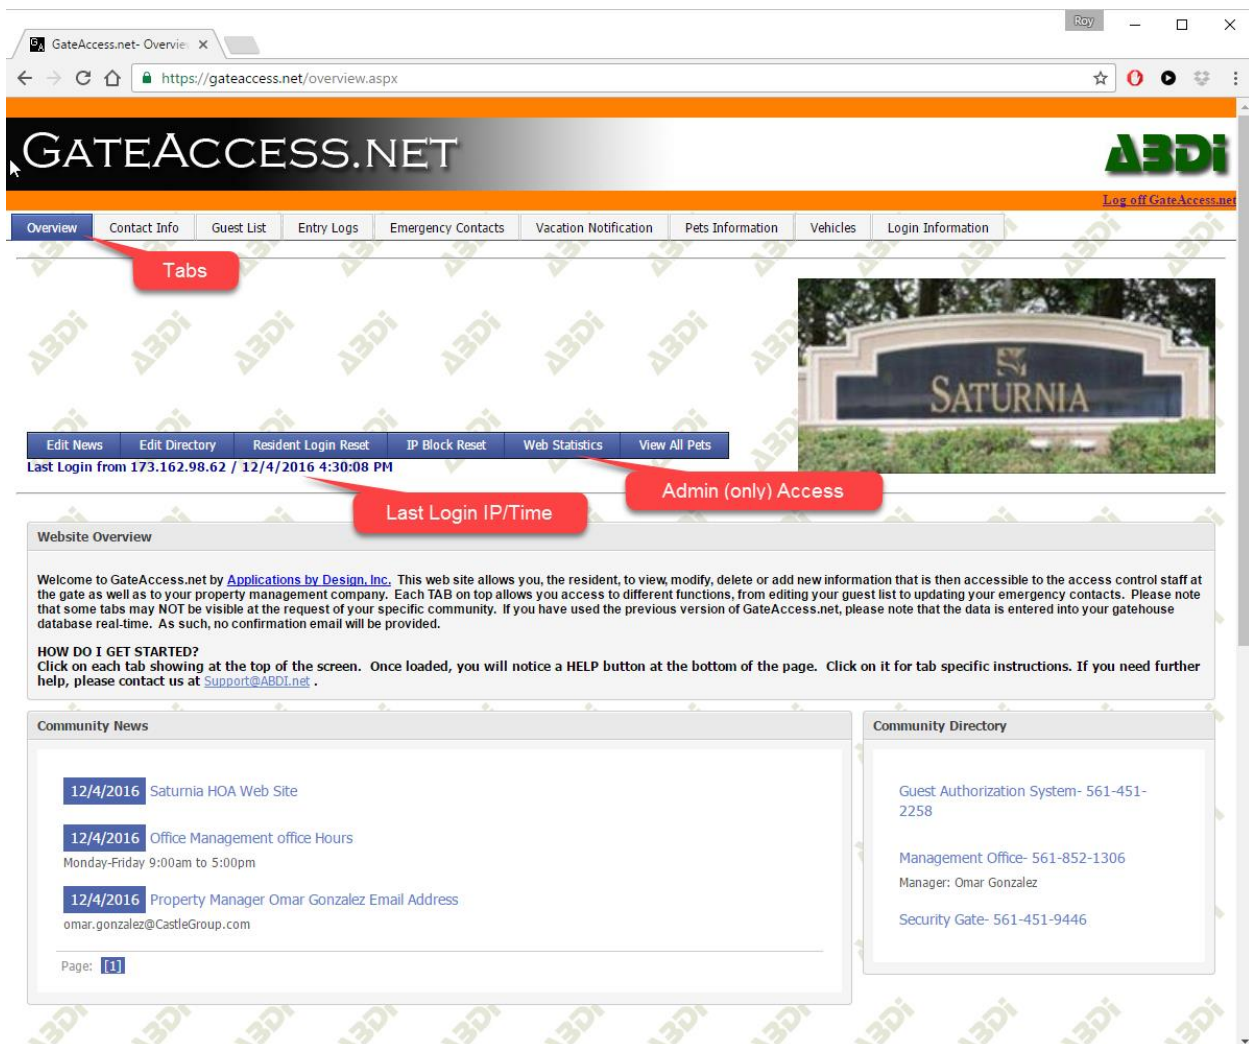 Roy
GateAccess.net- Overvie
https://gateaccess.net/overview.aspx
GATEACCESS.NET
ABDi
Log off GateAccess.net
Overview Contact Info Guest List Entry Logs Emergency Contacts Vacation Notification Pets Information Vehicles Login Information
Tabs
SATURNIA
Edit News Edit Directory Resident Login Reset IP Block Reset Web Statistics View All Pets
Last Login from 173.162.98.62 / 12/4/2016 4:30:08 PM
Admin (only) Access
Last Login IP/Time
Website Overview
Welcome to GateAccess.net by Applications by Design, Inc. This web site allows you, the resident, to view, modify, delete or add new information that is then accessible to the access control staff at
the gate as well as to your property management company. Each TAB on top allows you access to different functions, from editing your guest list to updating your emergency contacts. Please note
that some tabs may NOT be visible at the request of your specific community. If you have used the previous version of GateAccess.net, please note that the data is entered into your gatehouse
database real-time. As such, no confirmation email will be provided.
HOW DO I GET STARTED?
Click on each tab showing at the top of the screen. Once loaded, you will notice a HELP button at the bottom of the page. Click on it for tab specific instructions. If you need further
help, please contact us at Support@ABDI.net .
Community News
12/4/2016 Saturnia HOA Web Site
12/4/2016 Office Management office Hours
Monday-Friday 9:00am to 5:00pm
12/4/2016 Property Manager Omar Gonzalez Email Address
omar.gonzalez@CastleGroup.com
Page: [1]
Community Directory
Guest Authorization System- 561-451-
2258
Management Office- 561-852-1306
Manager: Omar Gonzalez
Security Gate- 561-451-9446